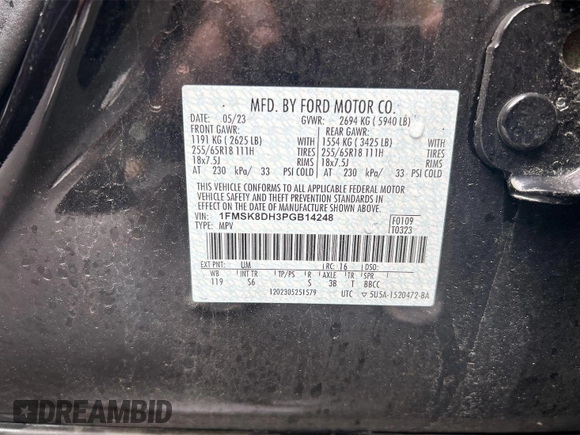 MFD. BY FORD MOTOR CO.
DATE: 05/23 GVWR: 2694 KG ( 5940 LB)
FRONT GAWR: REAR GAWR:
1191 KG ( 2625 LB) WITH 1554 KG ( 3425 LB) WITH
255/65R18 111H TIRES 255/65R18 111H TIRES
18x7.5J RIMS 18x7.5J RIMS
AT 230 kPa/ 33 PSI COLD AT 230 kPa/ 33 PSI COLD
THIS VEHICLE CONFORMS TO ALL APPLICABLE FEDERAL MOTOR
VEHICLE SAFETY AND THEFT PREVENTION STANDARDS IN
EFFECT ON THE DATE OF MANUFACTURE SHOWN ABOVE.
VIN: 1FMSK8DH3PGB14248 F0109
TYPE: MPV T0323
EXT PNT: UM RC: 16 DSO:
WB INT TR TP/PS R AXLE TR SPR
119 S6 S 3B T BBCC
1202305251579 UTC ▽ 5U5A-1520472-BA
DREAMBID